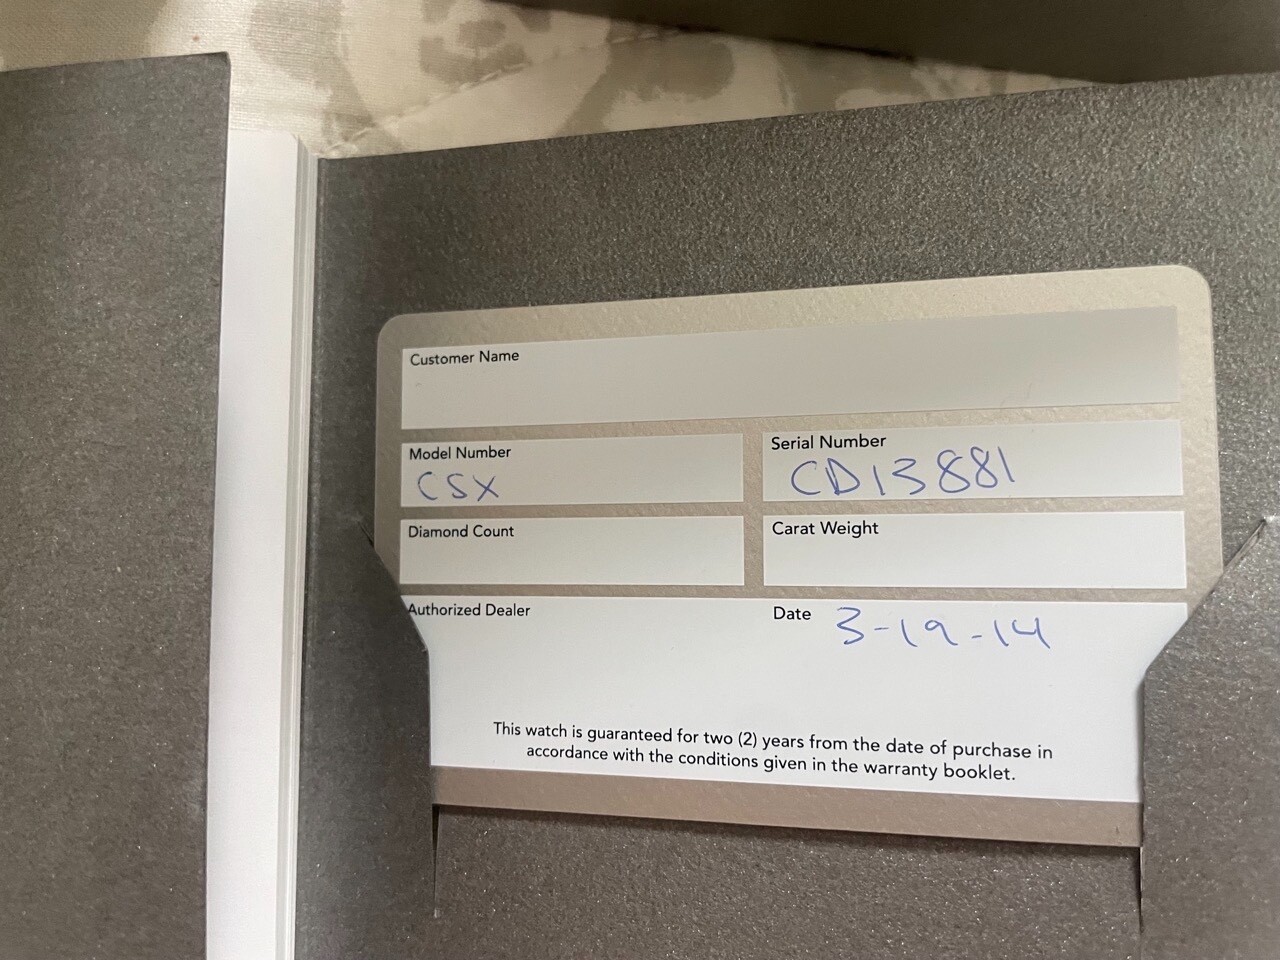 Customer Name
Model Number
CSX
Serial Number
CD13881
Diamond Count
Carat Weight
Authorized Dealer
Date 3-19-14
This watch is guaranteed for two (2) years from the date of purchase in
accordance with the conditions given in the warranty booklet.